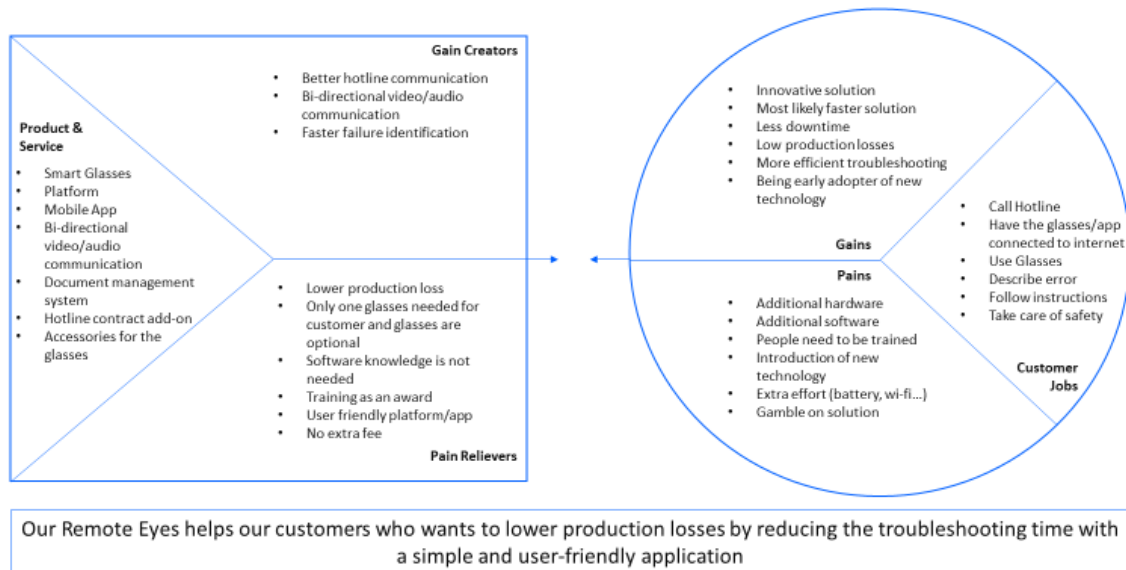 Gain Creators
• Better hotline communication
• Bi-directional video/audio
communication
• Faster failure identification
Product &
Service
• Smart Glasses
• Platform
• Mobile App
• Bi-directional
video/audio
communication
• Document management
system
• Hotline contract add-on
• Accessories for the
glasses
• Lower production loss
• Only one glasses needed for
customer and glasses are
optional
• Software knowledge is not
needed
• Training as an award
• User friendly platform/app
• No extra fee
Pain Relievers
• Innovative solution
• Most likely faster solution
• Less downtime
• Low production losses
• More efficient troubleshooting
• Being early adopter of new
technology
Gains
Pains
• Additional hardware
• Additional software
• People need to be trained
• Introduction of new
technology
• Extra effort (battery, wi-fi...)
• Gamble on solution
• Call Hotline
• Have the glasses/app
connected to internet
• Use Glasses
• Describe error
• Follow instructions
• Take care of safety
Customer
Jobs
Our Remote Eyes helps our customers who wants to lower production losses by reducing the troubleshooting time with
a simple and user-friendly application